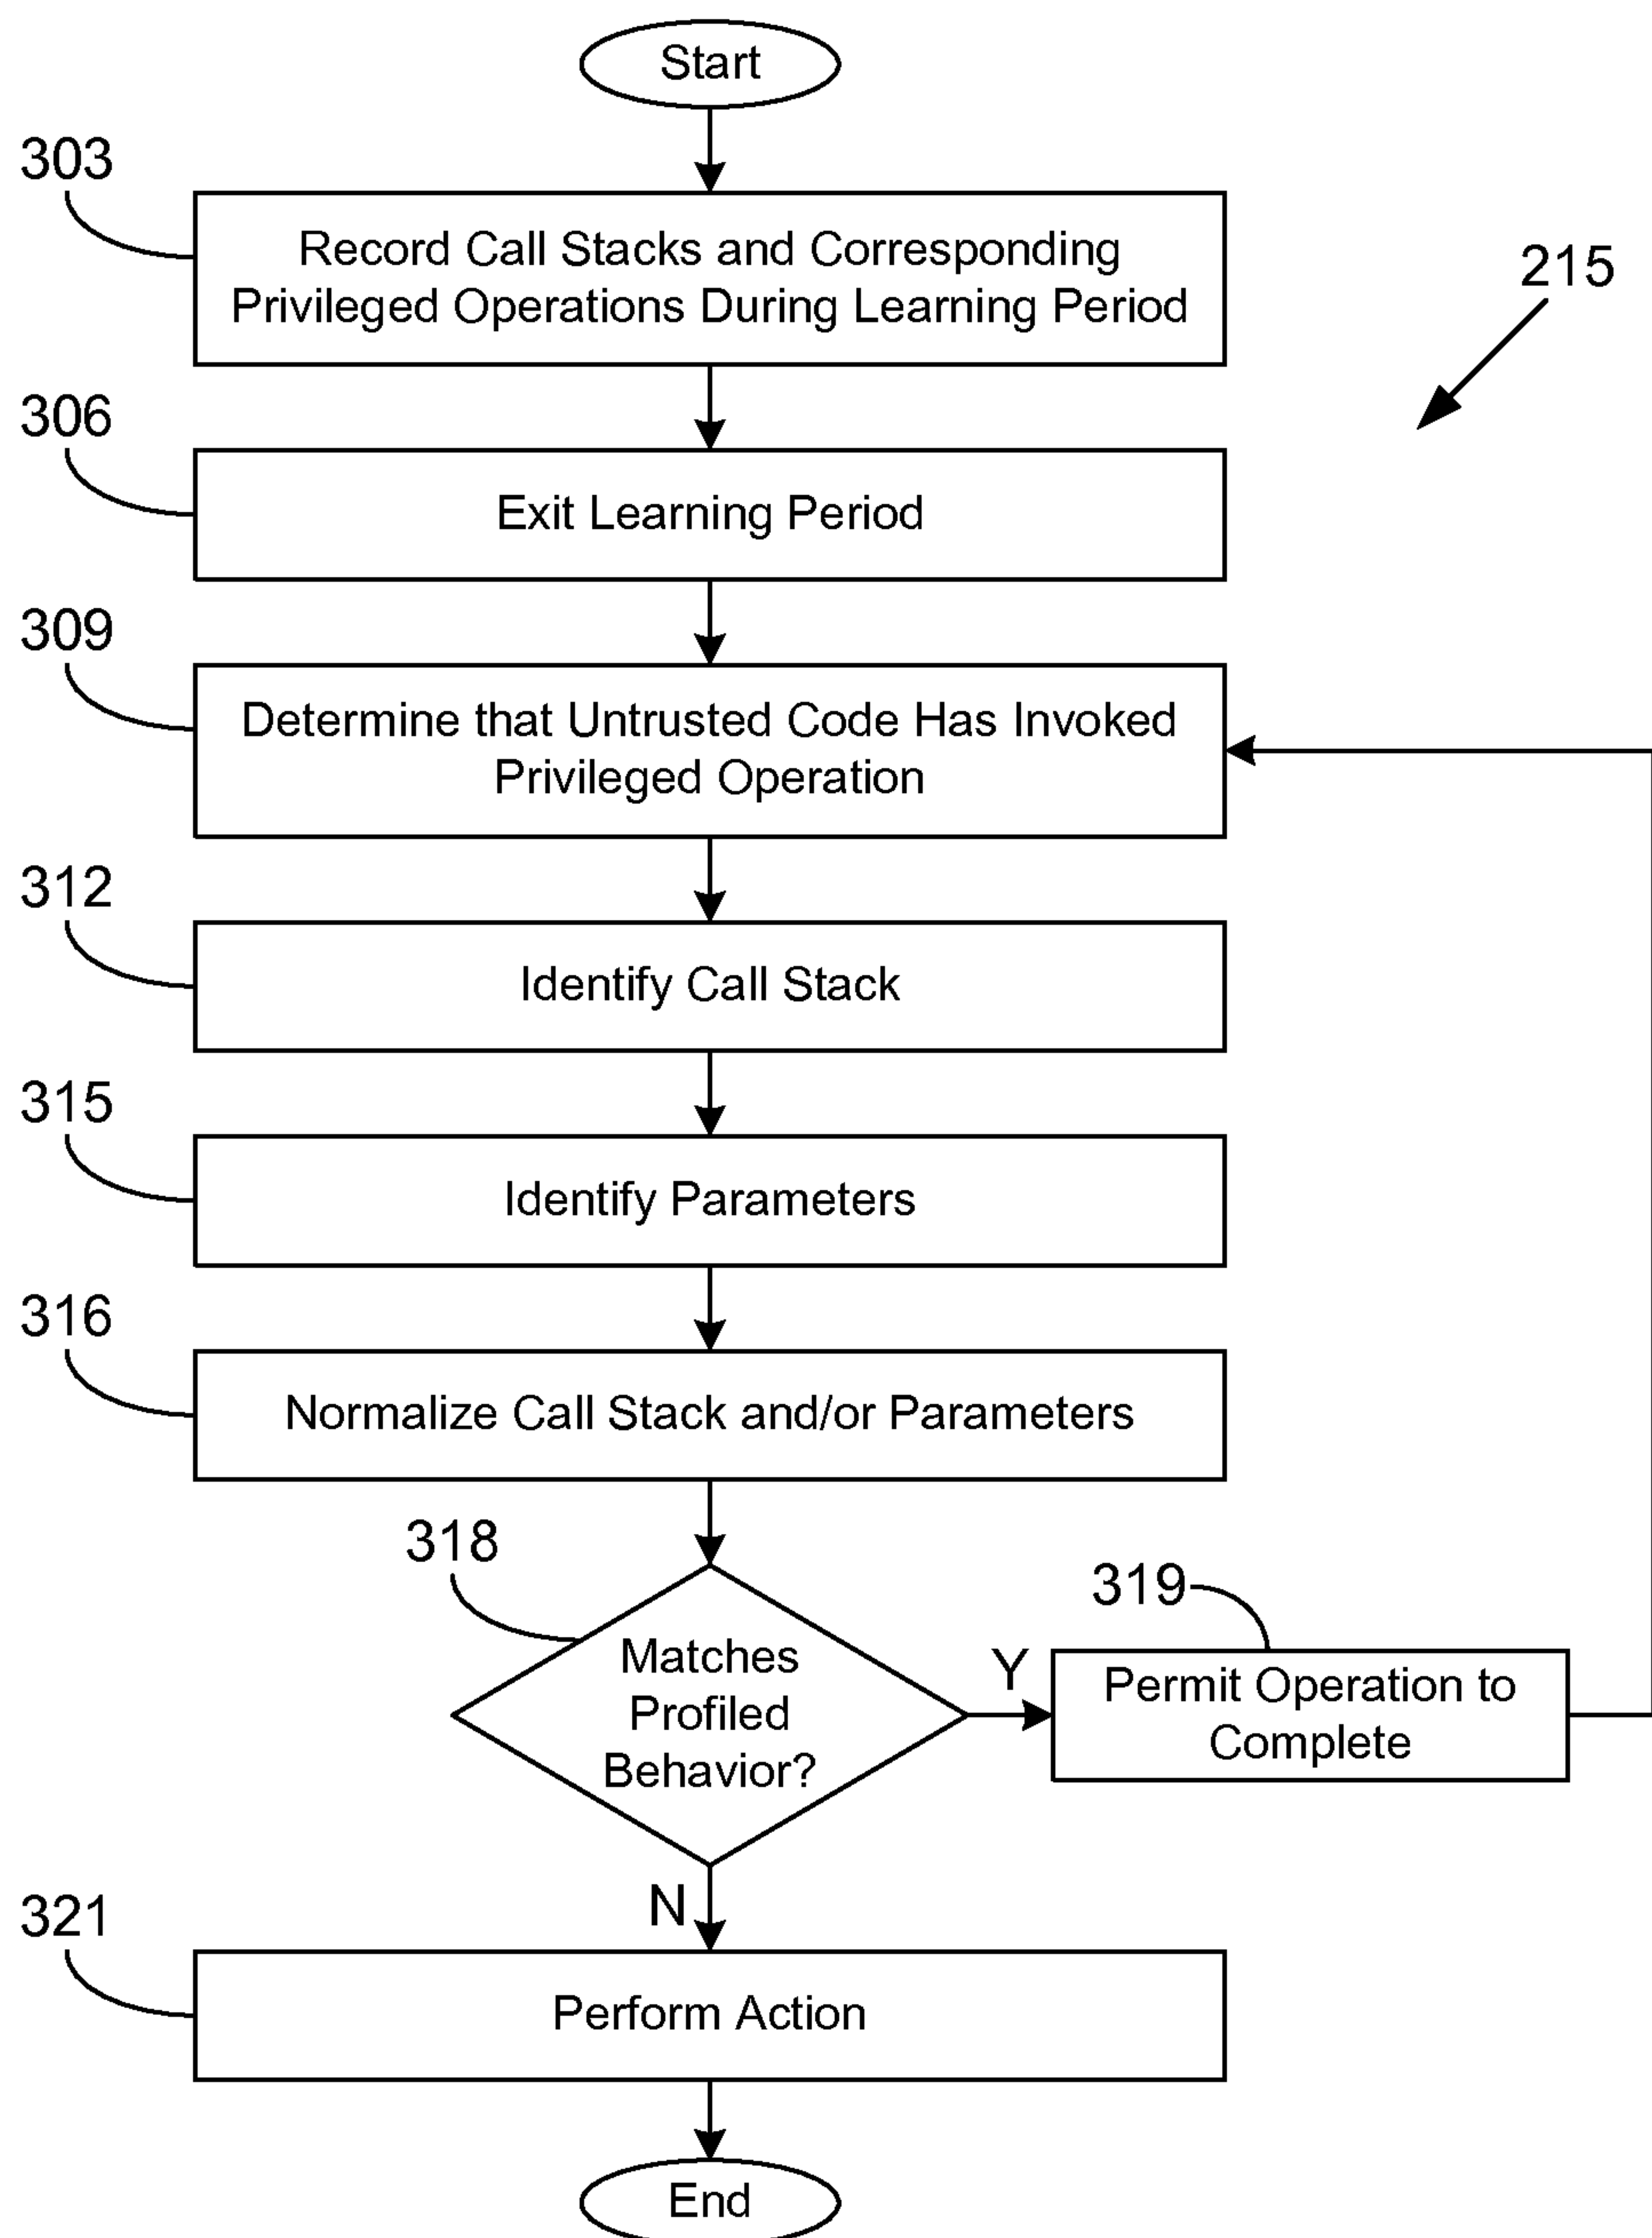 Start
303
Record Call Stacks and Corresponding
Privileged Operations During Learning Period
215
306
Exit Learning Period
309
Determine that Untrusted Code Has Invoked
Privileged Operation
312
Identify Call Stack
315
Identify Parameters
316
Normalize Call Stack and/or Parameters
318
Matches
Profiled
Behavior?
Y
319
Permit Operation to
Complete
N
321
Perform Action
End